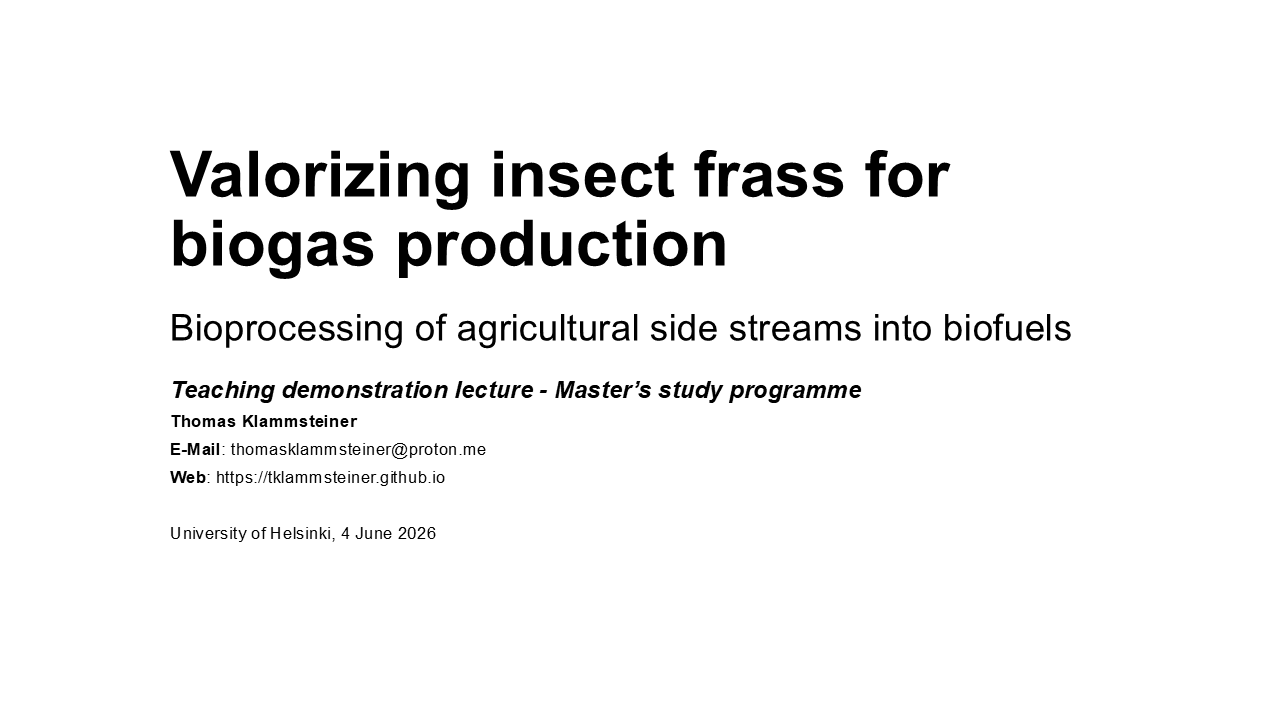 Valorizing insect frass for
biogas production
Bioprocessing of agricultural side streams into biofuels
Teaching demonstration lecture - Master’s study programme
Thomas Klammsteiner
E-Mail: thomasklammsteiner@proton.me
Web: https://tklammsteiner.github.io
University of Helsinki, 4 June 2026